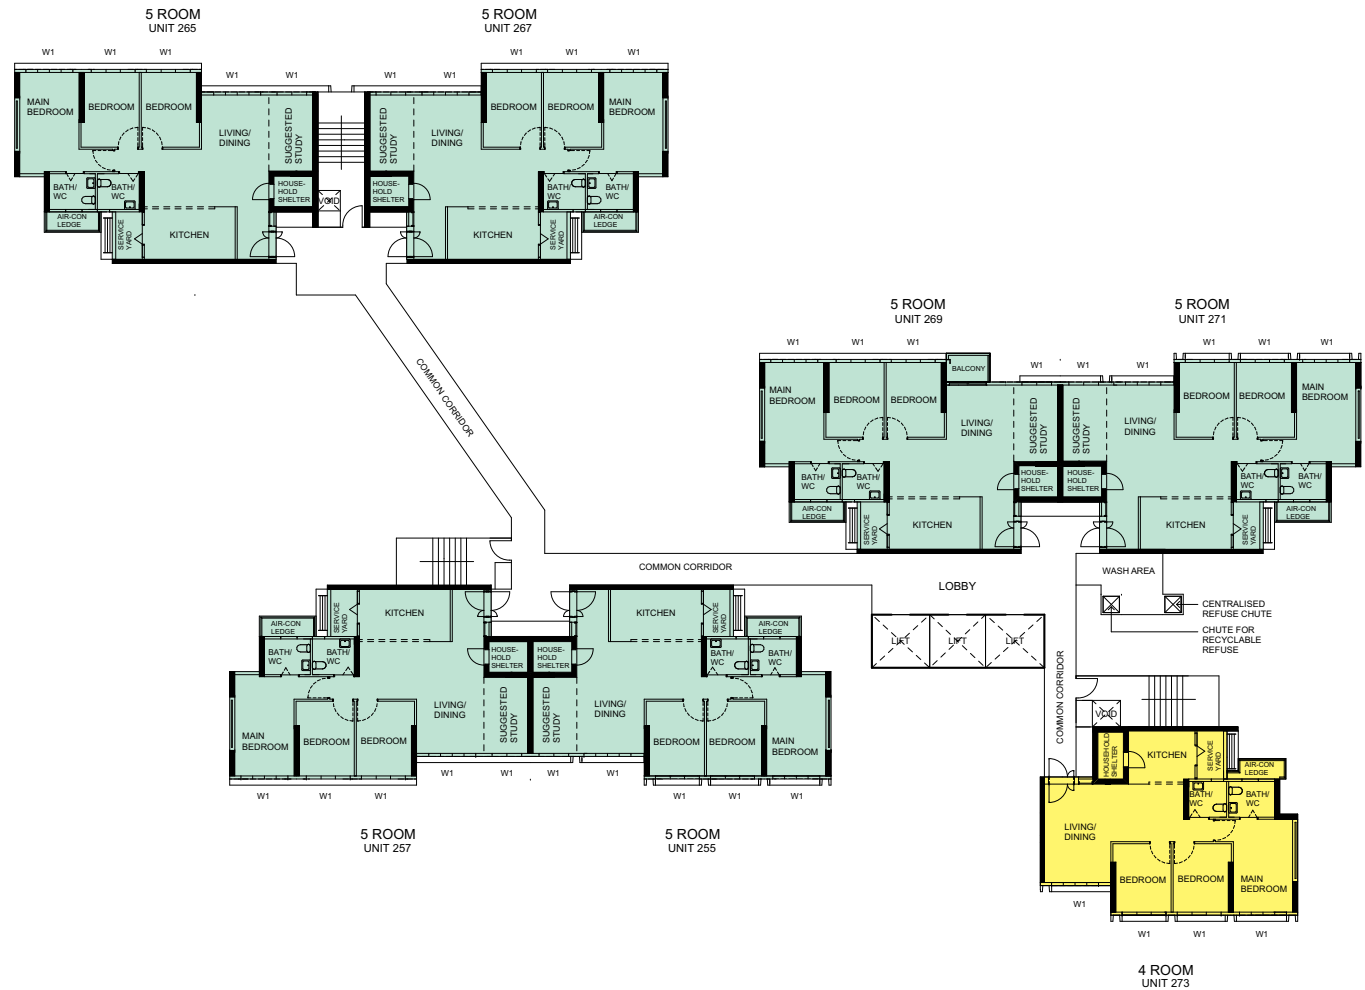 5 ROOM
UNIT 265
5 ROOM
UNIT 267
W1
W1
W1
W1
W1
W1
W1
W1
W1
W1
MAIN
BEDROOM
BEDROOM
BEDROOM
LIVING/
DINING
SUGGESTED
STUDY
SUGGESTED
STUDY
LIVING/
DINING
BEDROOM
BEDROOM
MAIN
BEDROOM
BATH/
WC
BATH/
WC
HOUSE-
HOLD
SHELTER
VOID
HOUSE-
HOLD
SHELTER
BATH/
WC
BATH/
WC
AIR-CON
LEDGE
SERVICE
YARD
KITCHEN
KITCHEN
SERVICE
YARD
AIR-CON
LEDGE
COMMON CORRIDOR
5 ROOM
UNIT 269
5 ROOM
UNIT 271
W1
W1
W1
W1
W1
W1
W1
W1
W1
BALCONY
MAIN
BEDROOM
BEDROOM
BEDROOM
LIVING/
DINING
SUGGESTED
STUDY
SUGGESTED
STUDY
LIVING/
DINING
BEDROOM
BEDROOM
MAIN
BEDROOM
BATH/
WC
BATH/
WC
HOUSE-
HOLD
SHELTER
HOUSE-
HOLD
SHELTER
BATH/
WC
BATH/
WC
AIR-CON
LEDGE
SERVICE
YARD
KITCHEN
KITCHEN
SERVICE
YARD
AIR-CON
LEDGE
COMMON CORRIDOR
LOBBY
WASH AREA
CENTRALISED
REFUSE CHUTE
CHUTE FOR
RECYCLABLE
REFUSE
LIFT
LIFT
LIFT
COMMON CORRIDOR
AIR-CON
LEDGE
SERVICE
YARD
KITCHEN
KITCHEN
SERVICE
YARD
AIR-CON
LEDGE
BATH/
WC
BATH/
WC
HOUSE-
HOLD
SHELTER
HOUSE-
HOLD
SHELTER
BATH/
WC
BATH/
WC
MAIN
BEDROOM
BEDROOM
BEDROOM
LIVING/
DINING
SUGGESTED
STUDY
SUGGESTED
STUDY
LIVING/
DINING
BEDROOM
BEDROOM
MAIN
BEDROOM
W1
W1
W1
W1
W1
W1
W1
W1
W1
W1
5 ROOM
UNIT 257
5 ROOM
UNIT 255
VOID
HOUSEHOLD
SHELTER
KITCHEN
SERVICE
YARD
AIR-CON
LEDGE
BATH/
WC
BATH/
WC
LIVING/
DINING
BEDROOM
BEDROOM
MAIN
BEDROOM
W1
W1
W1
W1
4 ROOM
UNIT 273